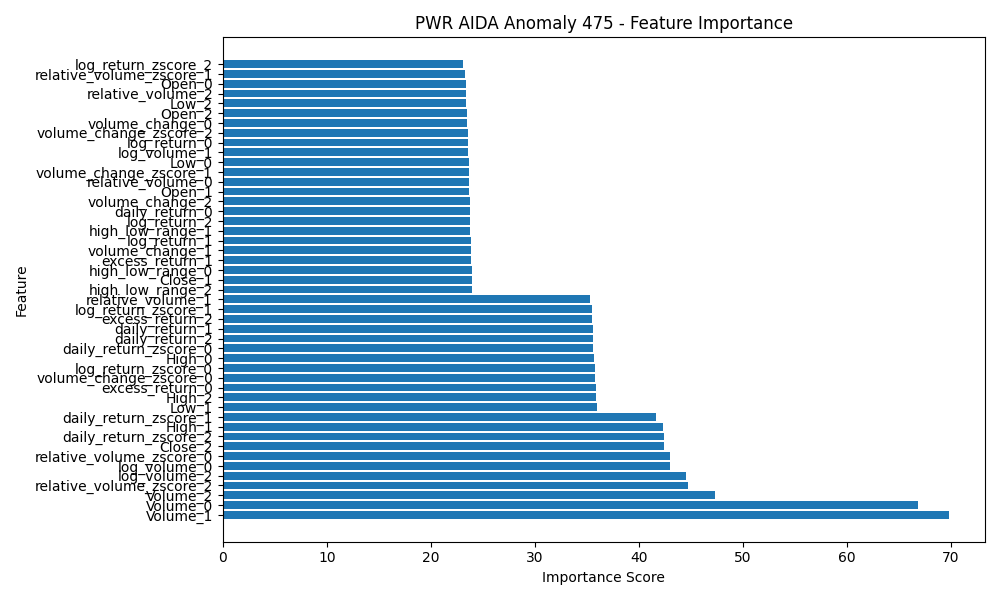 PWR AIDA Anomaly 475 - Feature Importance
log_return_zscore_2
relative_volume_zscore_1
Open_0
relative_volume_2
Low_2
Open_2
volume_change_0
volume_change_zscore_2
log_return_0
log_volume_1
Low_0
volume_change_zscore_1
relative_volume_0
Open_1
volume_change_2
daily_return_0
log_return_2
high_low_range_1
log_return_1
volume_change_1
excess_return_1
high_low_range_0
Close_1
high_low_range_2
relative_volume_1
log_return_zscore_1
excess_return_2
daily_return_1
daily_return_2
daily_return_zscore_0
High_0
log_return_zscore_0
volume_change_zscore_0
excess_return_0
High_2
Low_1
daily_return_zscore_1
High_1
daily_return_zscore_2
Close_2
relative_volume_zscore_0
log_volume_0
log_volume_2
relative_volume_zscore_2
Volume_2
Volume_0
Volume_1
Feature
0 10 20 30 40 50 60 70
Importance Score